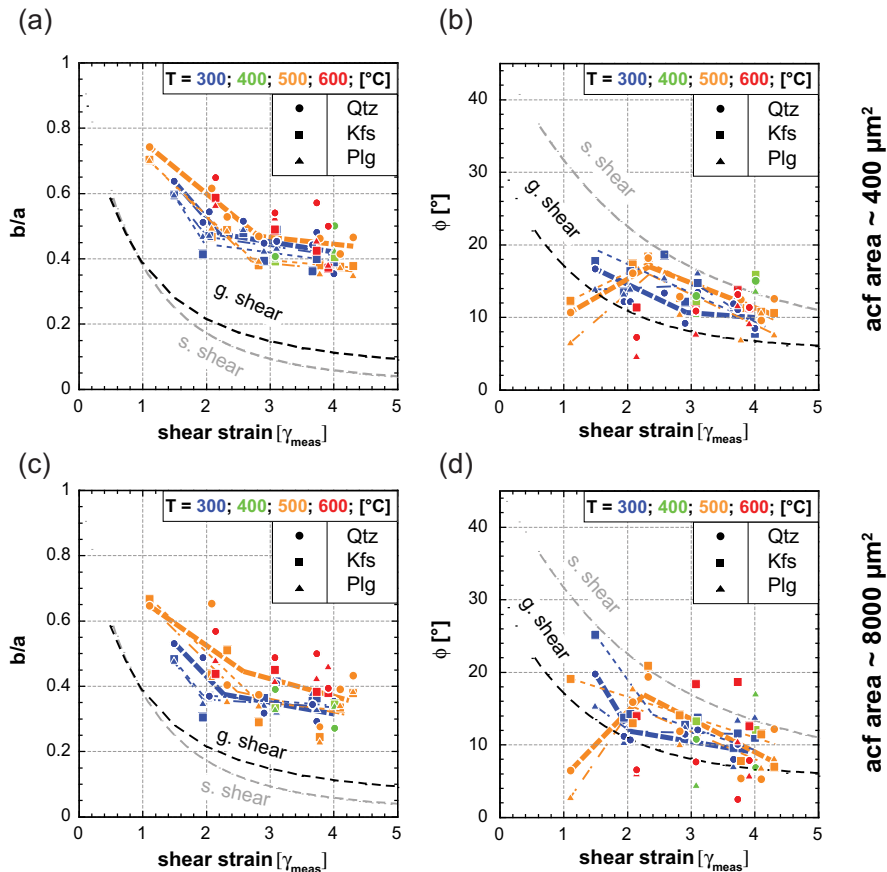 (a)
T = 300; 400; 500; 600; [°C]
Qtz
Kfs
Plg
g. shear
s. shear
1
0.8
0.6
0.4
0.2
0
b/a
0 1 2 3 4 5
shear strain [γmeas]
(b)
T = 300; 400; 500; 600; [°C]
Qtz
Kfs
Plg
s. shear
g. shear
40
30
20
10
0
ϕ [°]
0 1 2 3 4 5
shear strain [γmeas]
acf area ~ 400 µm²
(c)
T = 300; 400; 500; 600; [°C]
Qtz
Kfs
Plg
g. shear
s. shear
1
0.8
0.6
0.4
0.2
0
b/a
0 1 2 3 4 5
shear strain [γmeas]
(d)
T = 300; 400; 500; 600; [°C]
Qtz
Kfs
Plg
s. shear
g. shear
40
30
20
10
0
ϕ [°]
0 1 2 3 4 5
shear strain [γmeas]
acf area ~ 8000 µm²